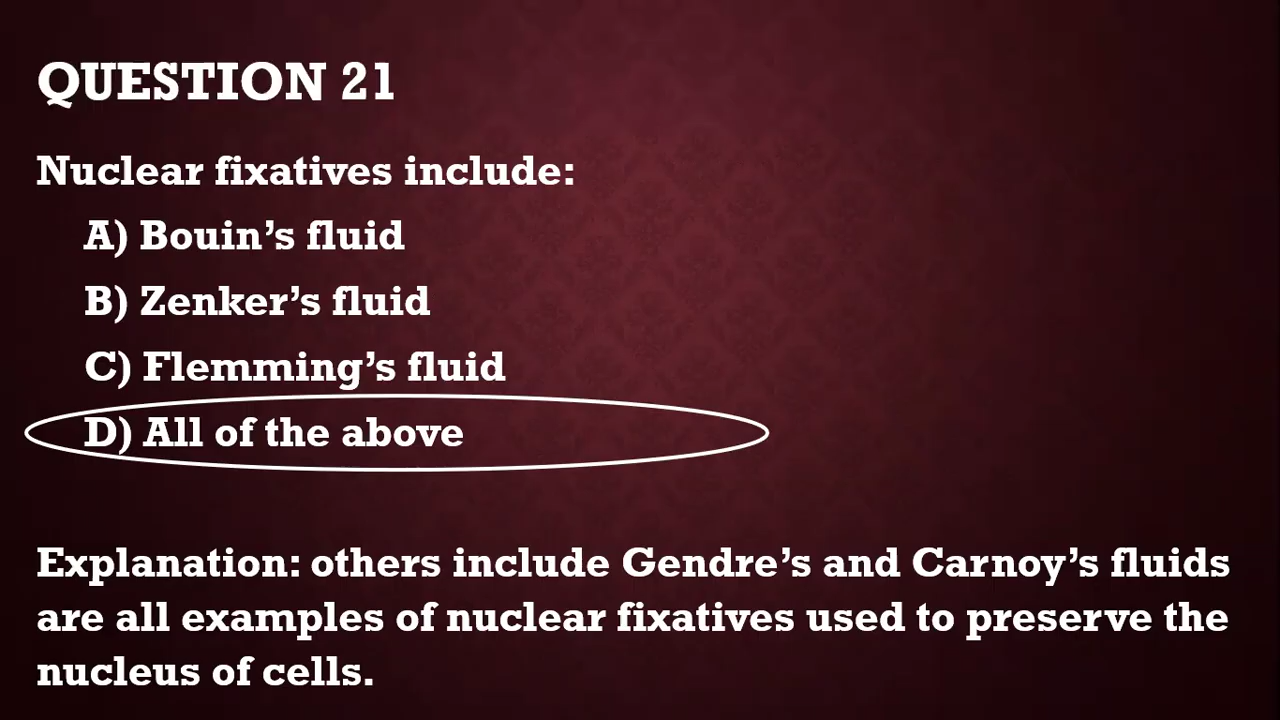 QUESTION 21
Nuclear fixatives include:
A) Bouin’s fluid
B) Zenker’s fluid
C) Flemming’s fluid
D) All of the above
Explanation: others include Gendre’s and Carnoy’s fluids
are all examples of nuclear fixatives used to preserve the
nucleus of cells.